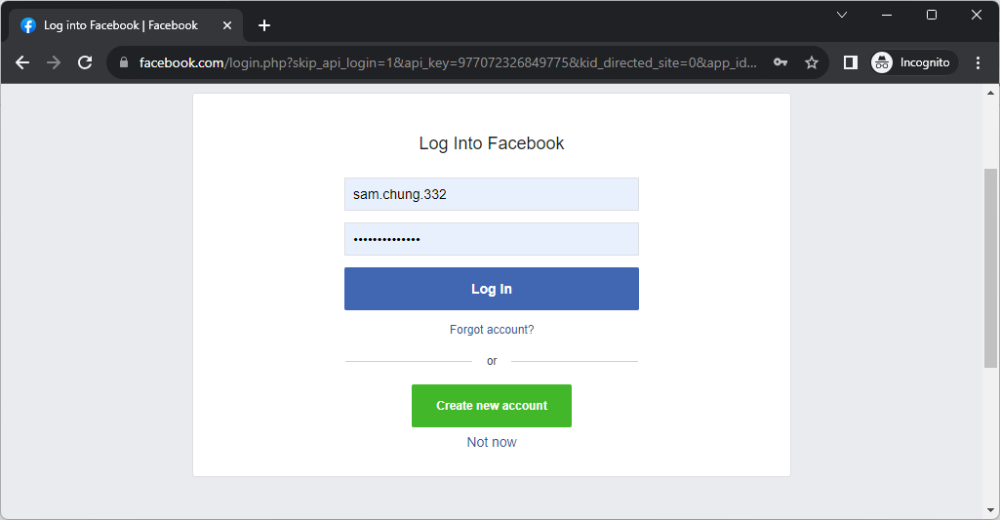 Log into Facebook | Facebook
facebook.com/login.php?skip_api_login=1&api_key=977072326849775&kid_directed_site=0&app_id...
Incognito
Log Into Facebook
sam.chung.332
••••••••••••••
Log In
Forgot account?
or
Create new account
Not now